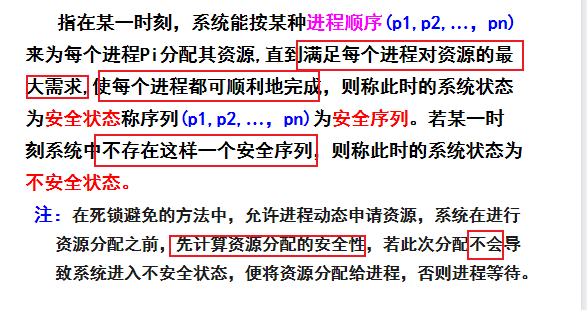 指在某一时刻，系统能按某种进程顺序(p1,p2,...，pn)
来为每个进程Pi分配其资源,直到满足每个进程对资源的最
大需求,使每个进程都可顺利地完成，则称此时的系统状态
为安全状态称序列(p1,p2,...，pn)为安全序列。若某一时
刻系统中不存在这样一个安全序列，则称此时的系统状态为
不安全状态。
注：在死锁避免的方法中，允许进程动态申请资源，系统在进行
资源分配之前，先计算资源分配的安全性，若此次分配不会导
致系统进入不安全状态，便将资源分配给进程，否则进程等待。